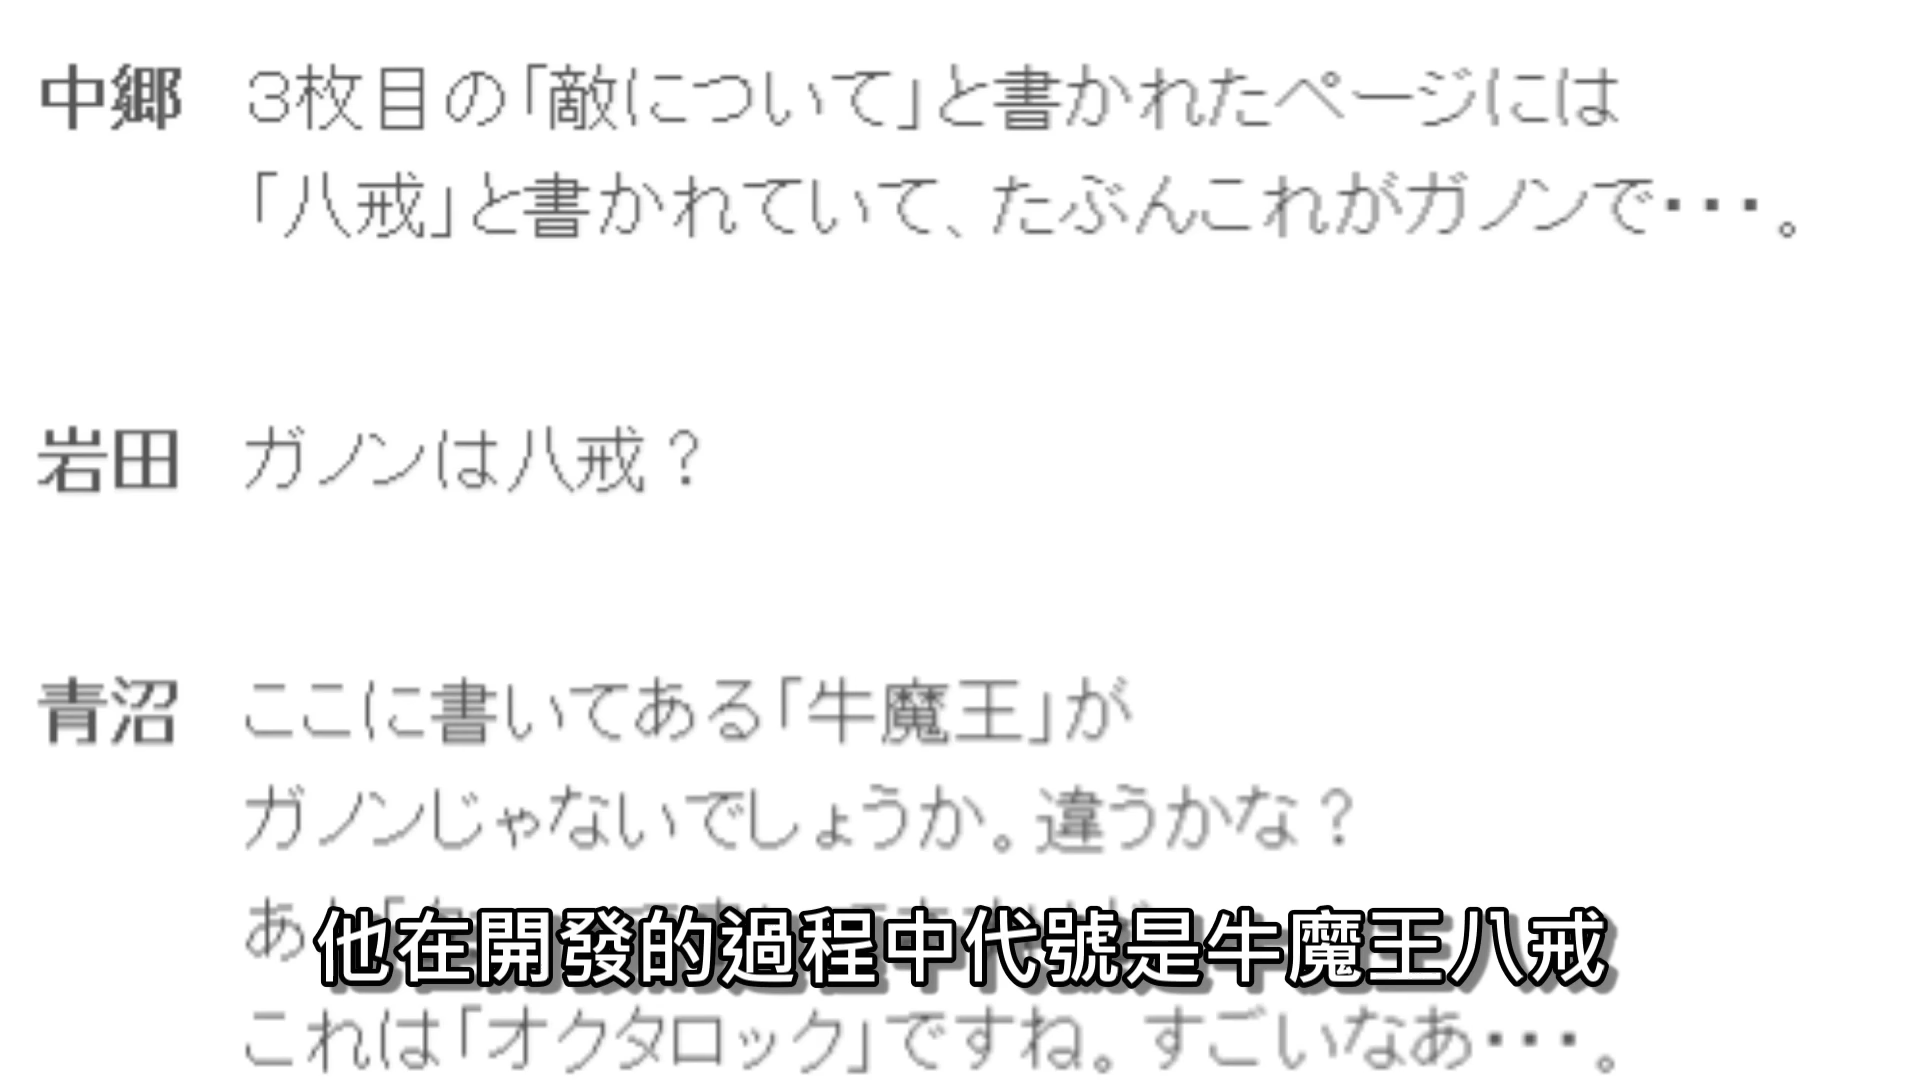 中郷 3枚目の「敵について」と書かれたページには
「八戒」と書かれていて、たぶんこれがガノンで・・・。
岩田 ガノンは八戒？
青沼 ここに書いてある「牛魔王」が
ガノンじゃないでしょうか。違うかな？
あ
他在開發的過程中代號是牛魔王八戒
これは「オクタロック」ですね。すごいなあ・・・。